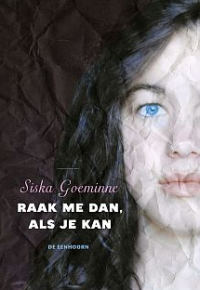 Siska Goeminne
RAAK ME DAN,
ALS JE KAN
DE EENHOORN